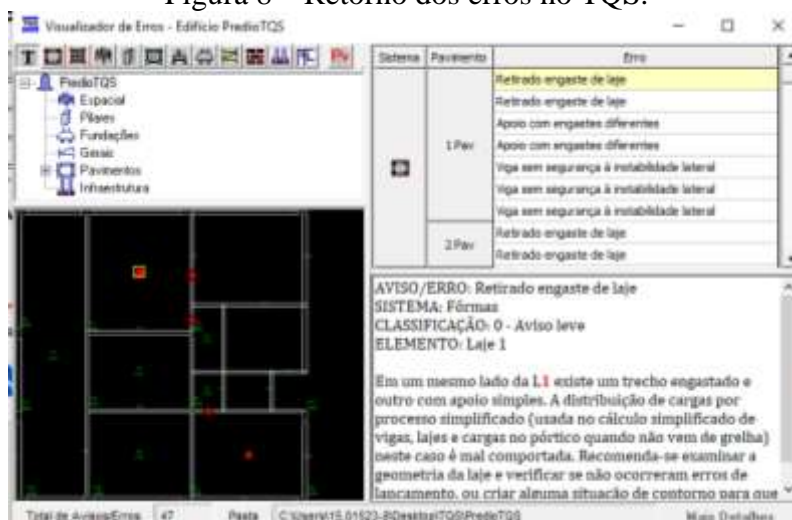 Figura 8 – Retorno dos erros no TQS.
Visualizador de Erros - Edifício PredioTQS
PredioTQS
Espacial
Pilares
Fundações
Gerais
Pavimentos
Infraestrutura
Sistema Pavimento Erro
Retirado engaste de laje
Retirado engaste de laje
Apoio com engastes diferentes
1 Pav Apoio com engastes diferentes
Viga sem segurança à instabilidade lateral
Viga sem segurança à instabilidade lateral
Viga sem segurança à instabilidade lateral
2 Pav Retirado engaste de laje
Retirado engaste de laje
AVISO/ERRO: Retirado engaste de laje
SISTEMA: Fôrmas
CLASSIFICAÇÃO: 0 - Aviso leve
ELEMENTO: Laje 1
Em um mesmo lado da L1 existe um trecho engastado e
outro com apoio simples. A distribuição de cargas por
processo simplificado (usada no cálculo simplificado de
vigas, lajes e cargas no pórtico quando não vem de grelha)
neste caso é mal comportada. Recomenda-se examinar a
geometria da laje e verificar se não ocorreram erros de
lançamento, ou criar alguma situação de contorno para que
Total de Avisos/Erros 47 Pasta Mais Detalhes